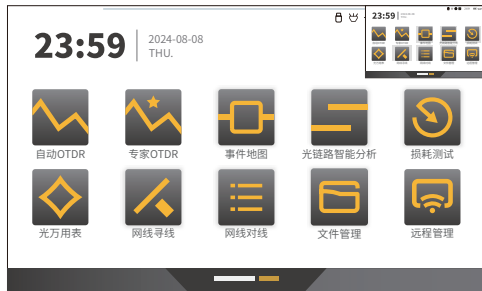 23:59
2024-08-08
THU.
23:59
自动OTDR
专家OTDR
事件地图
光链路智能分析
损耗测试
光万用表
网线寻线
网线对线
文件管理
远程管理